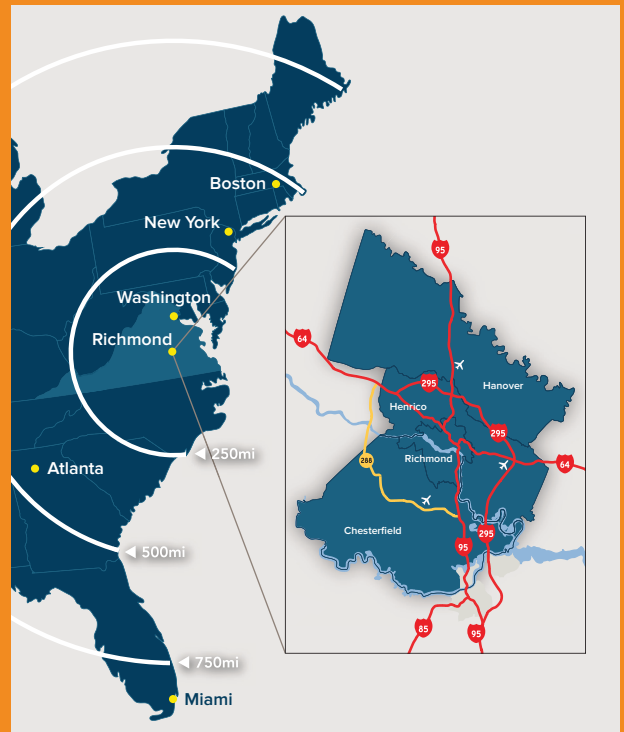 Boston
New York
Washington
Richmond
250mi
Atlanta
500mi
750mi
Miami
95
64
295
Hanover
Henrico
295
288
Richmond
64
Chesterfield
295
95
85
95